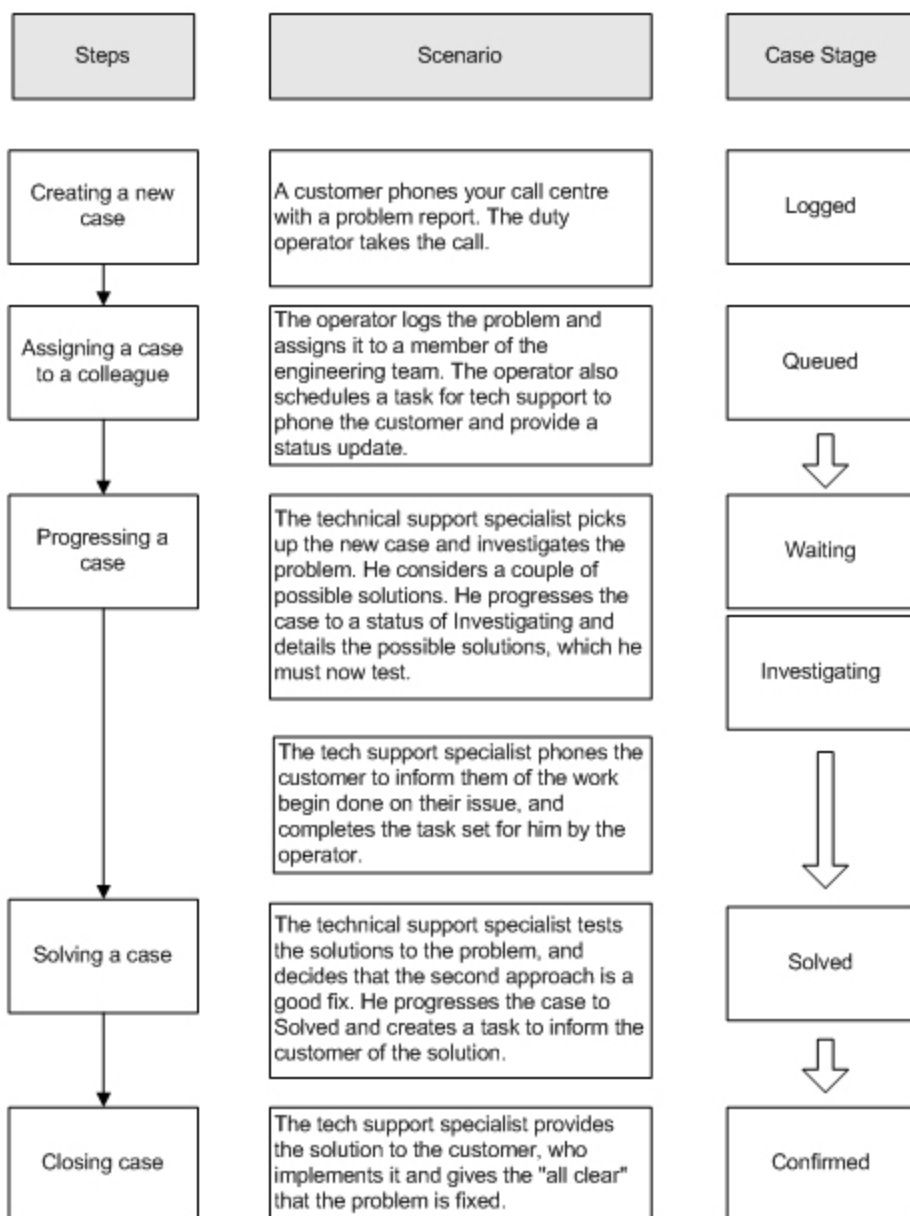 Steps
Scenario
Case Stage
Creating a new
case
A customer phones your call centre
with a problem report. The duty
operator takes the call.
Logged
Assigning a case
to a colleague
The operator logs the problem and
assigns it to a member of the
engineering team. The operator also
schedules a task for tech support to
phone the customer and provide a
status update.
Queued
Progressing a
case
The technical support specialist picks
up the new case and investigates the
problem. He considers a couple of
possible solutions. He progresses the
case to a status of Investigating and
details the possible solutions, which he
must now test.
Waiting
Investigating
The tech support specialist phones the
customer to inform them of the work
begin done on their issue, and
completes the task set for him by the
operator.
Solving a case
The technical support specialist tests
the solutions to the problem, and
decides that the second approach is a
good fix. He progresses the case to
Solved and creates a task to inform the
customer of the solution.
Solved
Closing case
The tech support specialist provides
the solution to the customer, who
implements it and gives the "all clear"
that the problem is fixed.
Confirmed